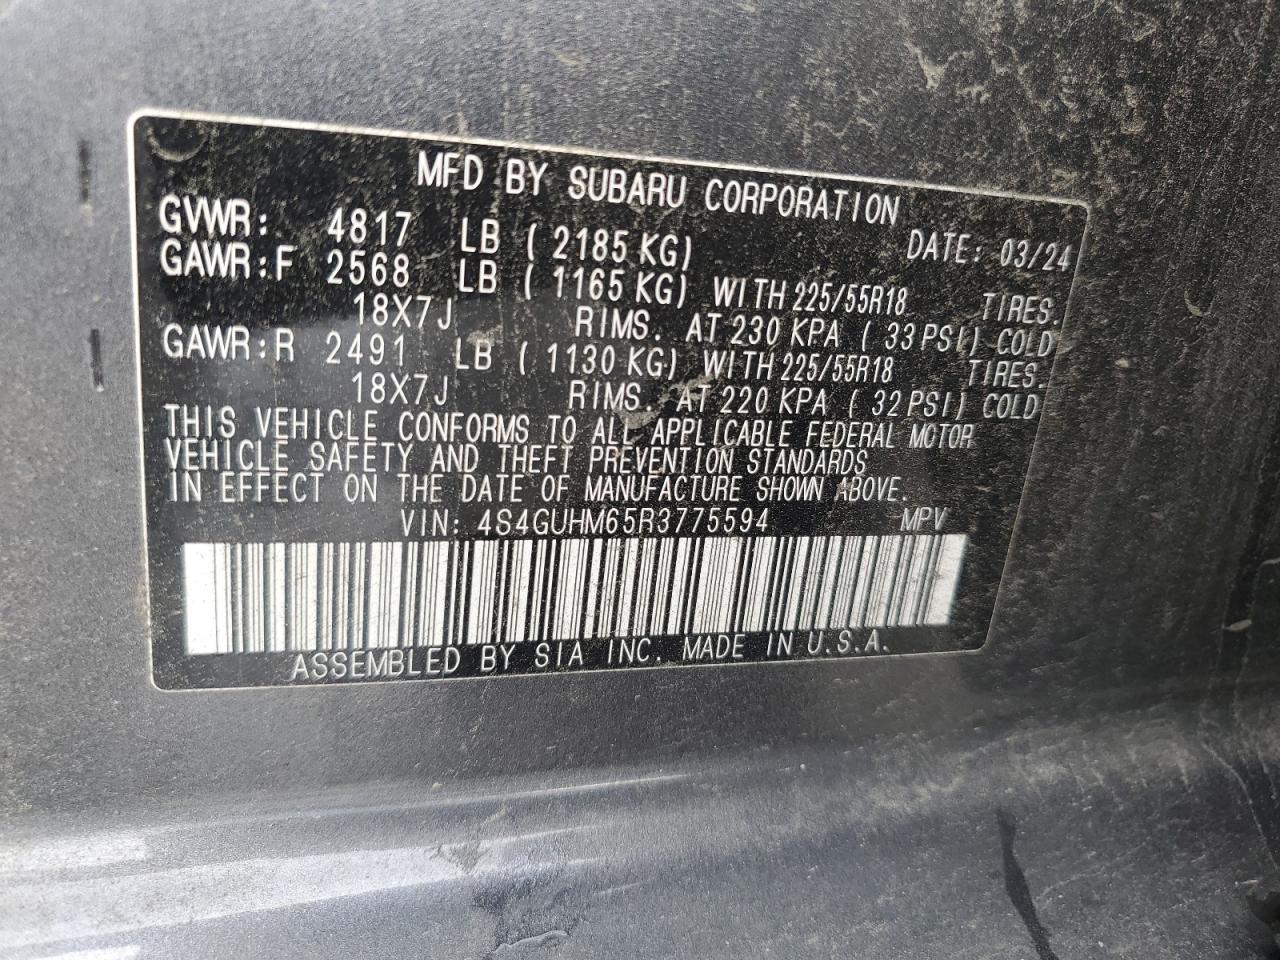 MFD BY SUBARU CORPORATION
GVWR: 4817 LB ( 2185 KG) DATE: 03/24
GAWR:F 2568 LB ( 1165 KG) WITH 225/55R18 TIRES.
18X7J RIMS. AT 230 KPA ( 33 PSI) COLD
GAWR:R 2491 LB ( 1130 KG) WITH 225/55R18 TIRES.
18X7J RIMS. AT 220 KPA ( 32 PSI) COLD
THIS VEHICLE CONFORMS TO ALL APPLICABLE FEDERAL MOTOR
VEHICLE SAFETY AND THEFT PREVENTION STANDARDS
IN EFFECT ON THE DATE OF MANUFACTURE SHOWN ABOVE.
VIN: 4S4GUHM65R3775594 MPV
ASSEMBLED BY SIA INC. MADE IN U.S.A.